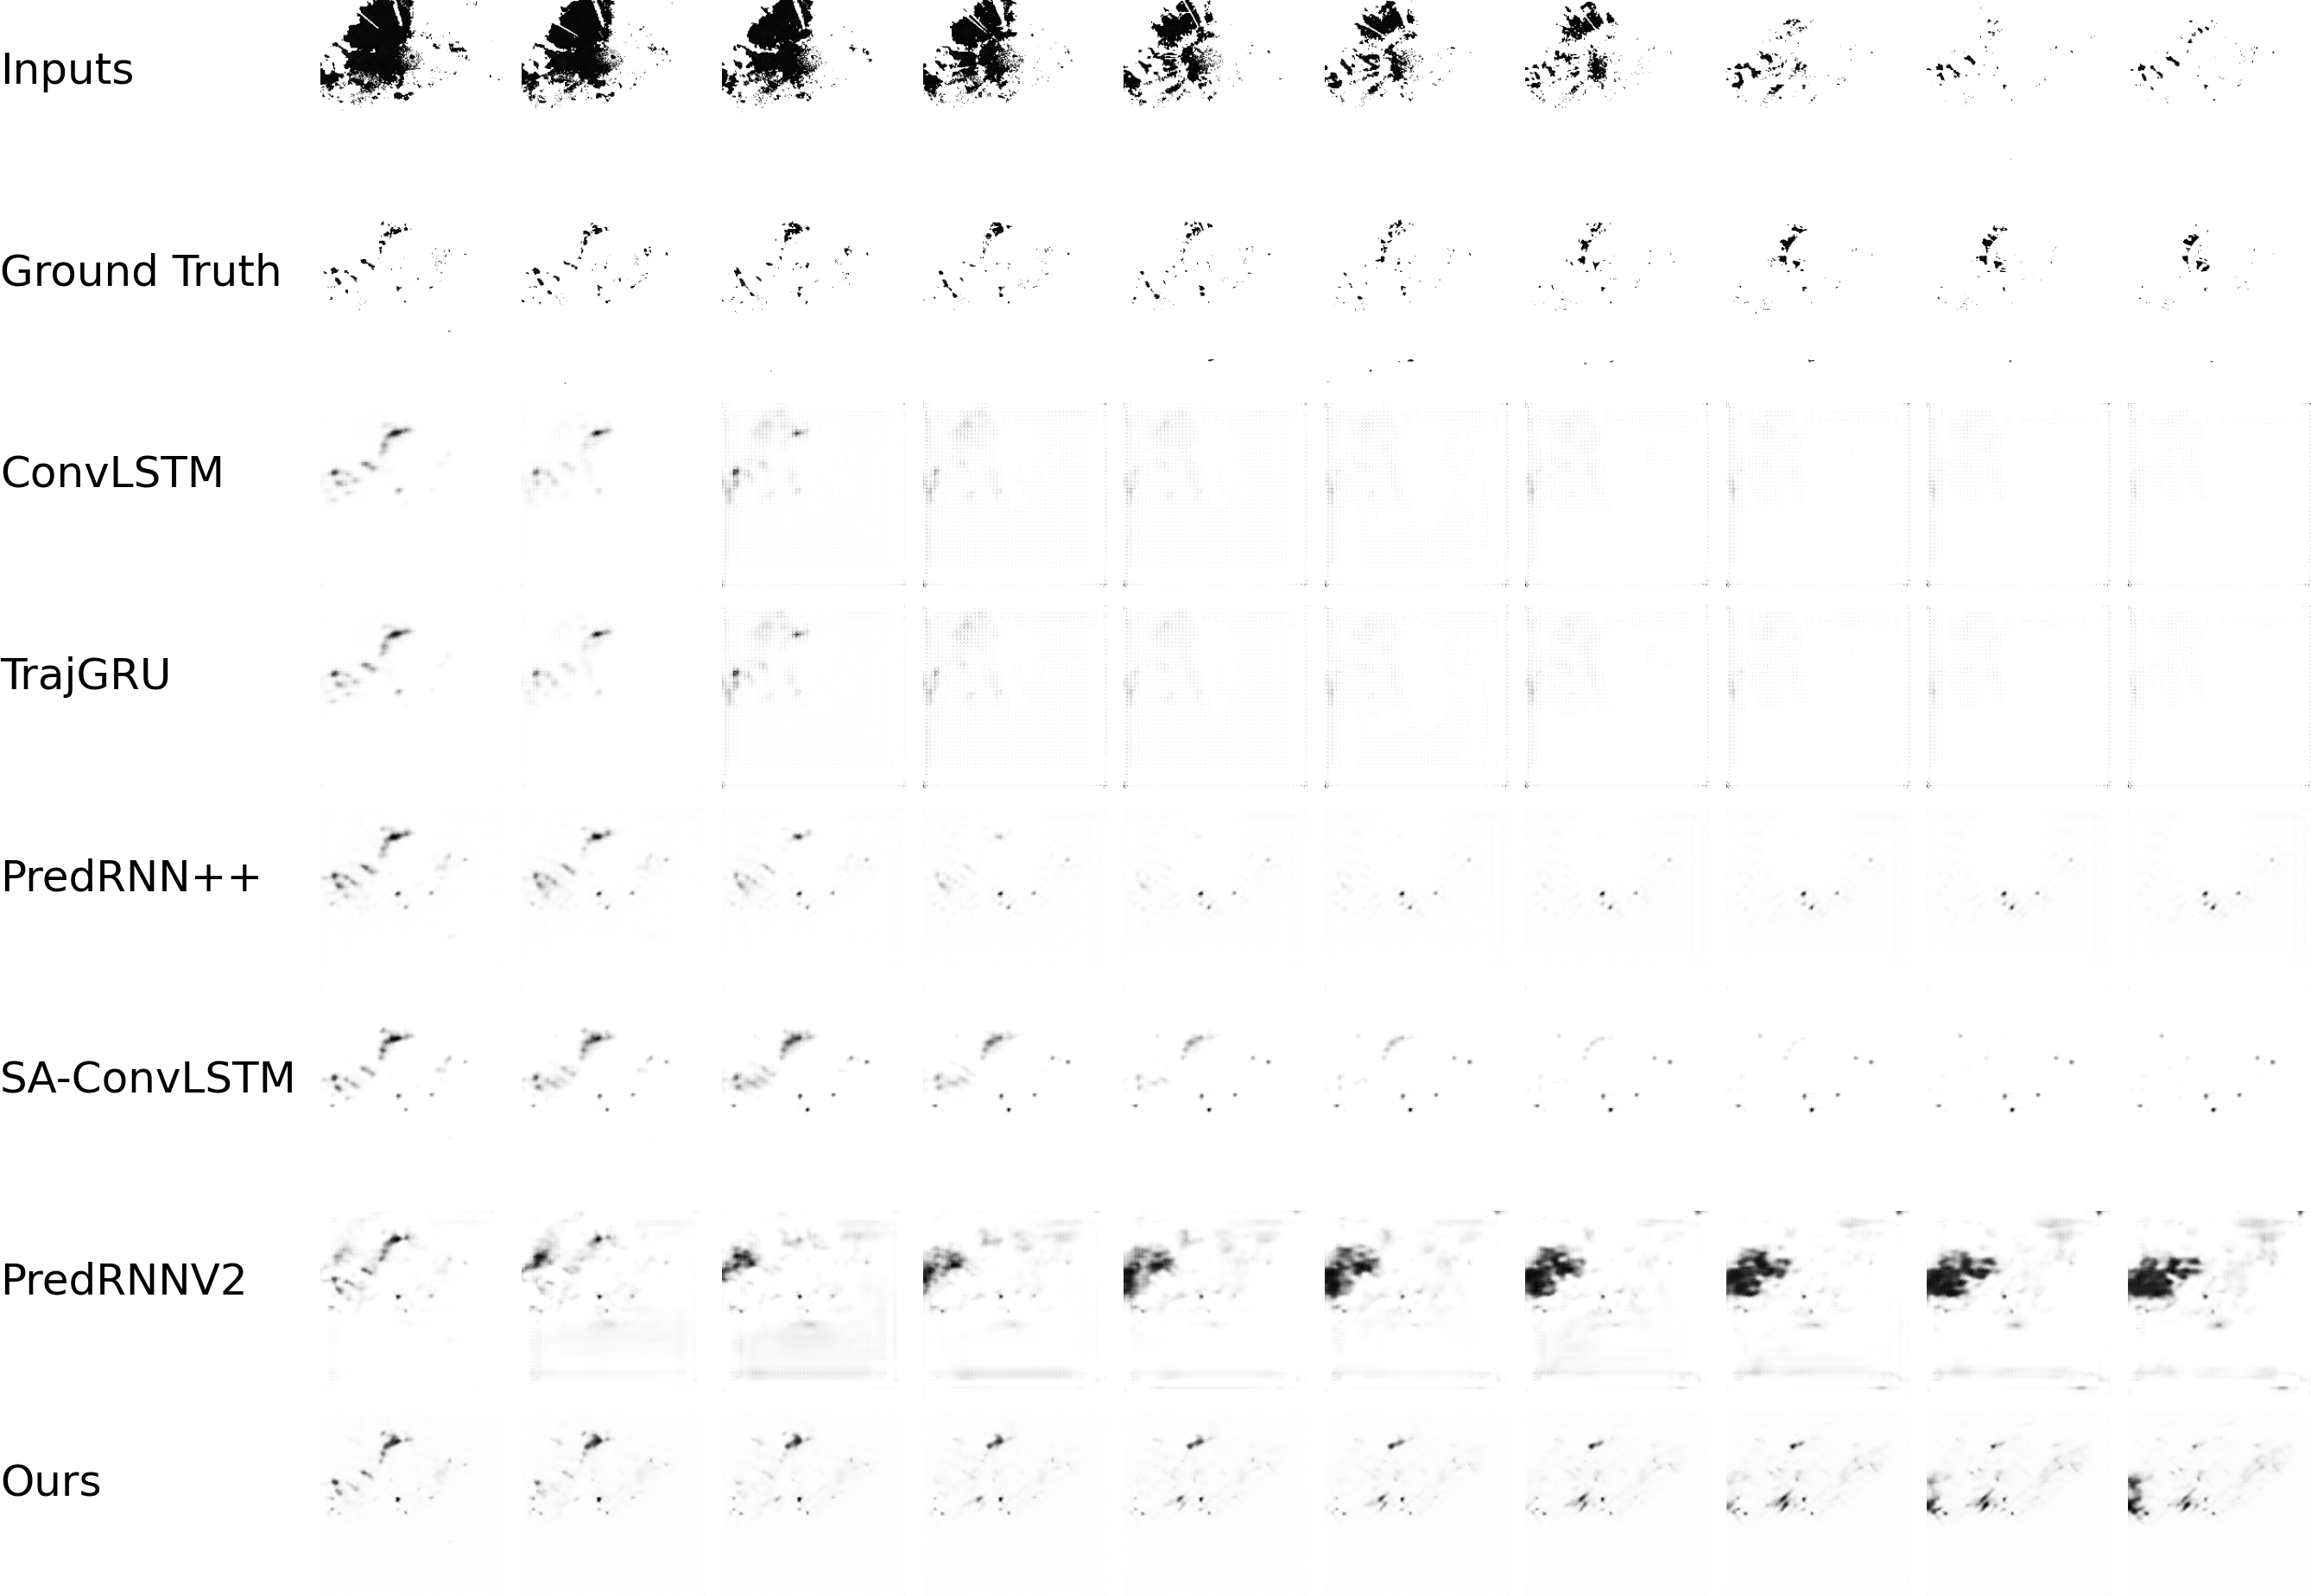 Inputs
Ground Truth
ConvLSTM
TrajGRU
PredRNN++
SA-ConvLSTM
PredRNNV2
Ours